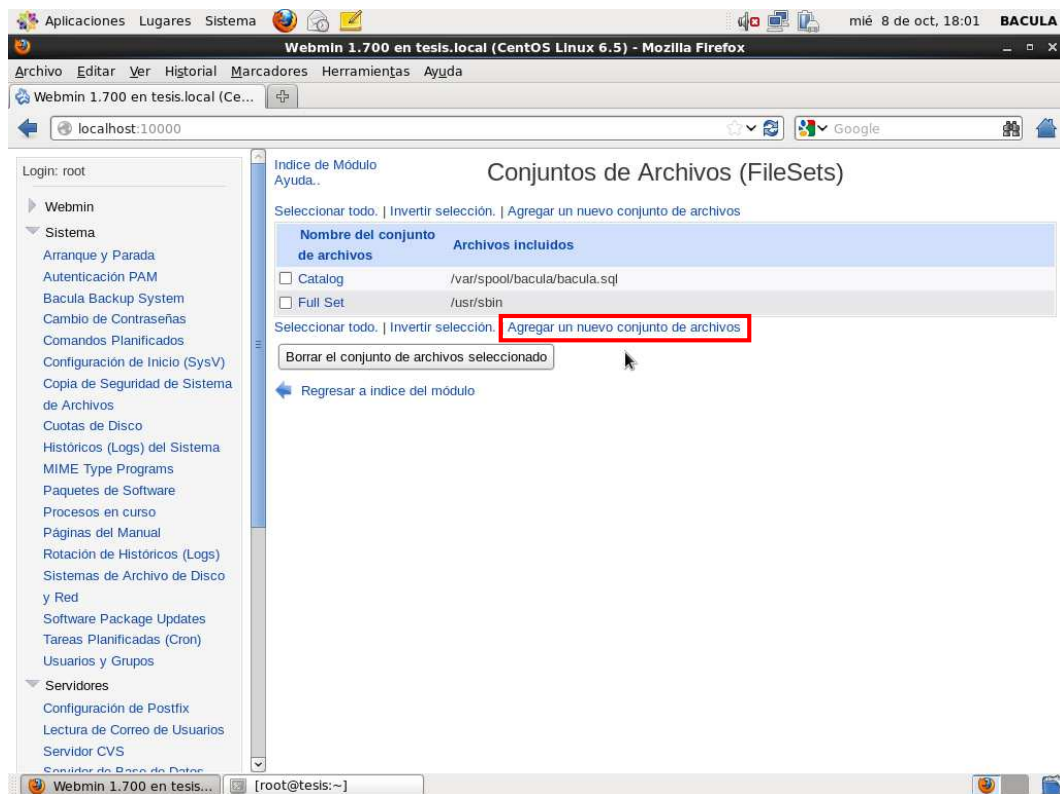 Aplicaciones Lugares Sistema mié 8 de oct, 18:01 BACULA
Webmin 1.700 en tesis.local (CentOS Linux 6.5) - Mozilla Firefox
Archivo Editar Ver Historial Marcadores Herramientas Ayuda
Webmin 1.700 en tesis.local (Ce...
localhost:10000 Google
Login: root
Webmin
Sistema
Arranque y Parada
Autenticación PAM
Bacula Backup System
Cambio de Contraseñas
Comandos Planificados
Configuración de Inicio (SysV)
Copia de Seguridad de Sistema
de Archivos
Cuotas de Disco
Históricos (Logs) del Sistema
MIME Type Programs
Paquetes de Software
Procesos en curso
Páginas del Manual
Rotación de Históricos (Logs)
Sistemas de Archivo de Disco
y Red
Software Package Updates
Tareas Planificadas (Cron)
Usuarios y Grupos
Servidores
Configuración de Postfix
Lectura de Correo de Usuarios
Servidor CVS
Servidor de Base de Datos
Indice de Módulo
Ayuda..
Conjuntos de Archivos (FileSets)
Seleccionar todo. | Invertir selección. | Agregar un nuevo conjunto de archivos
Nombre del conjunto
de archivos
Archivos incluidos
Catalog /var/spool/bacula/bacula.sql
Full Set /usr/sbin
Seleccionar todo. | Invertir selección. Agregar un nuevo conjunto de archivos
Borrar el conjunto de archivos seleccionado
Regresar a indice del módulo
Webmin 1.700 en tesis... [root@tesis:~]